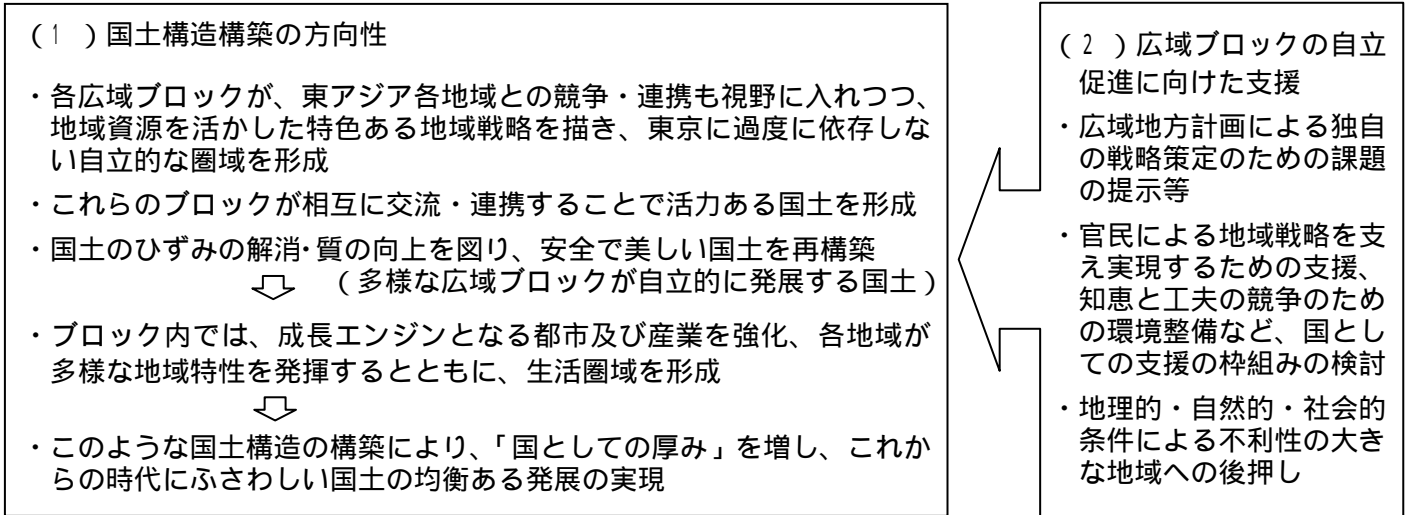 （1 ）国土構造構築の方向性
・各広域ブロックが、東アジア各地域との競争・連携も視野に入れつつ、
地域資源を活かした特色ある地域戦略を描き、東京に過度に依存しな
い自立的な圏域を形成
・これらのブロックが相互に交流・連携することで活力ある国土を形成
・国土のひずみの解消・質の向上を図り、安全で美しい国土を再構築
（多様な広域ブロックが自立的に発展する国土）
・ブロック内では、成長エンジンとなる都市及び産業を強化、各地域が
多様な地域特性を発揮するとともに、生活圏域を形成
・このような国土構造の構築により、「国としての厚み」を増し、これか
らの時代にふさわしい国土の均衡ある発展の実現
（2 ）広域ブロックの自立
促進に向けた支援
・広域地方計画による独自
の戦略策定のための課題
の提示等
・官民による地域戦略を支
え実現するための支援、
知恵と工夫の競争のため
の環境整備など、国とし
ての支援の枠組みの検討
・地理的・自然的・社会的
条件による不利性の大き
な地域への後押し